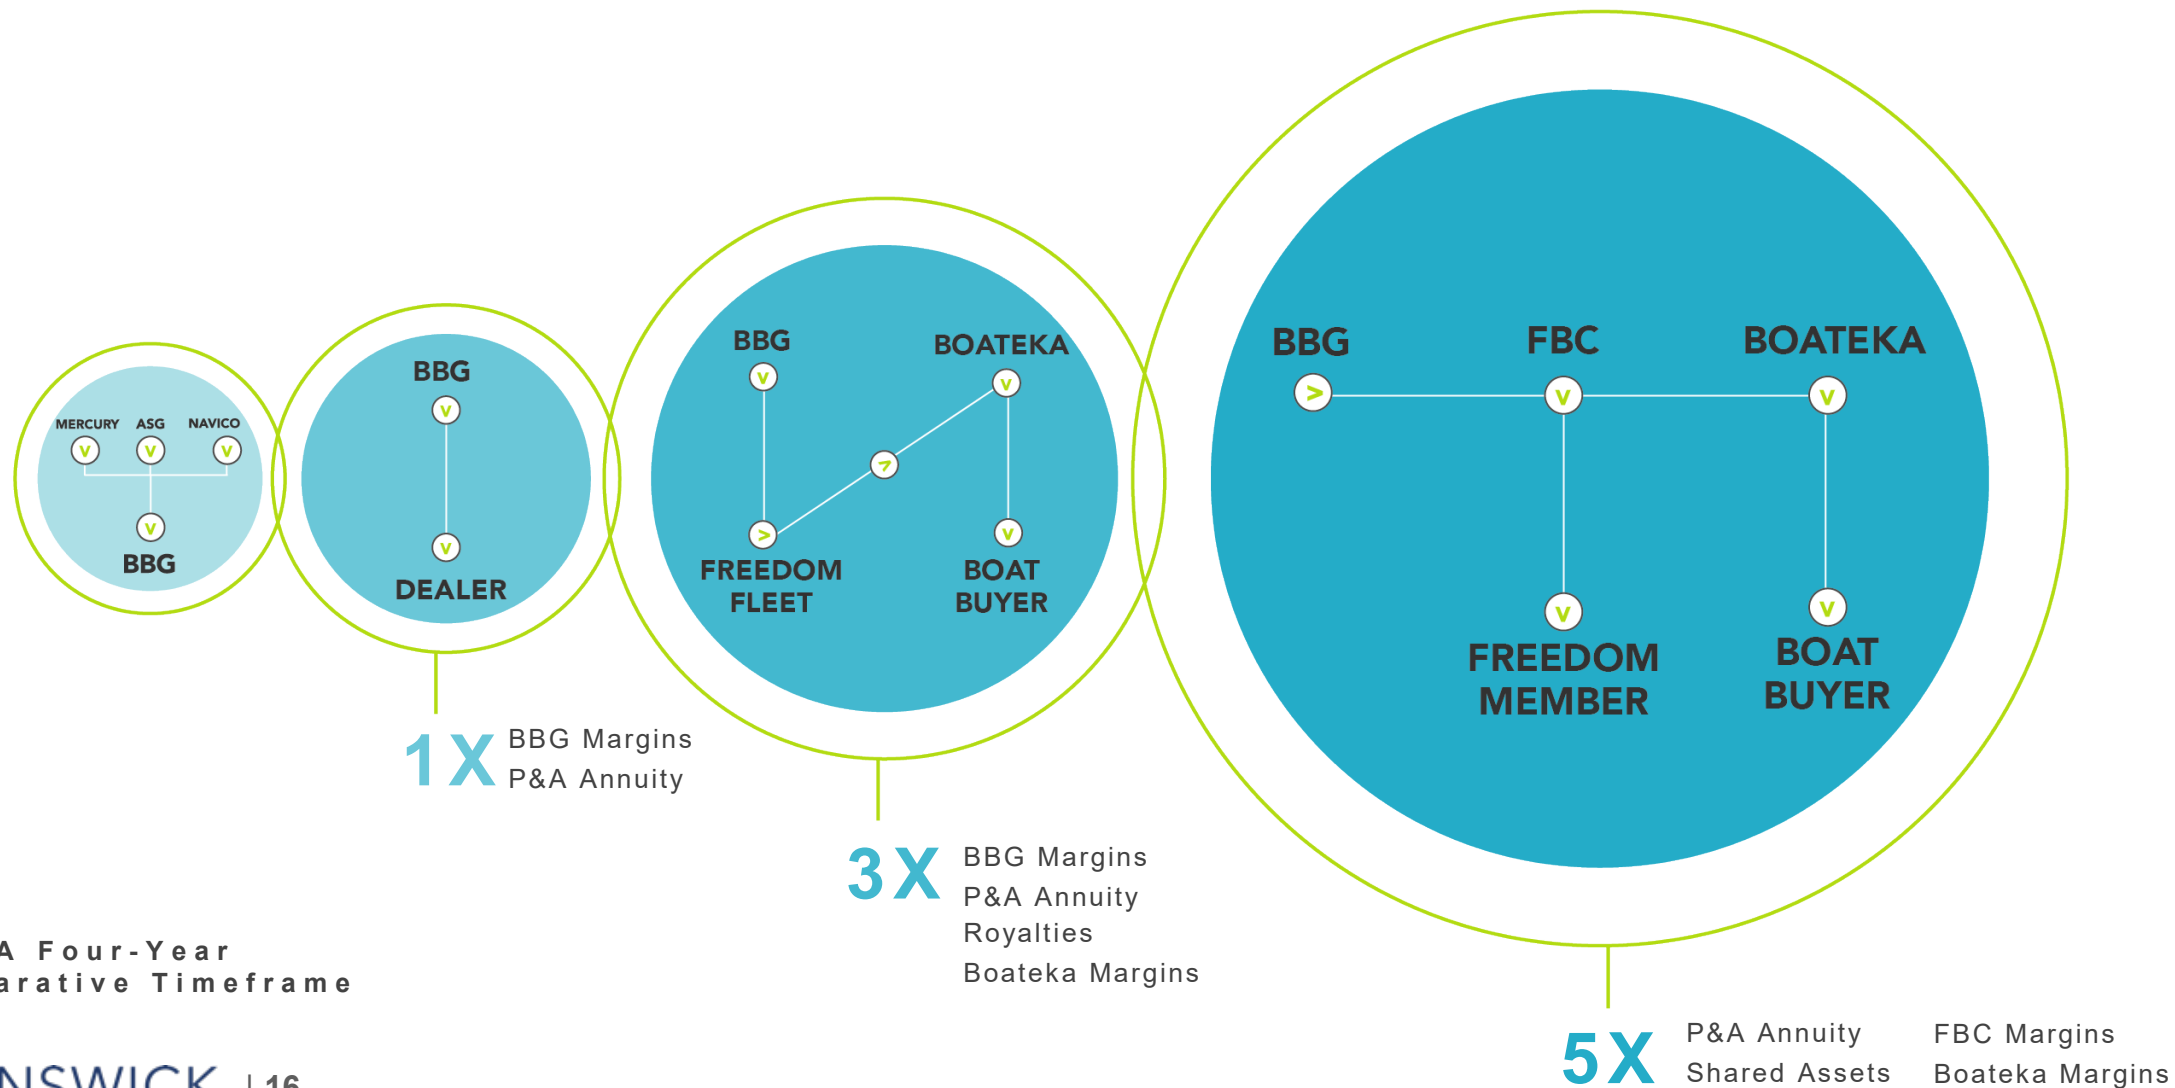 MERCURY ASG NAVICO
BBG
BBG
DEALER
BBG BOATEKA
FREEDOM
FLEET
BOAT
BUYER
BBG FBC BOATEKA
FREEDOM
MEMBER
BOAT
BUYER
1X
BBG Margins
P&A Annuity
3X
BBG Margins
P&A Annuity
Royalties
Boateka Margins
5X
P&A Annuity
Shared Assets
FBC Margins
Boateka Margins
A Four-Year
arative Timeframe
NSWICK | 16